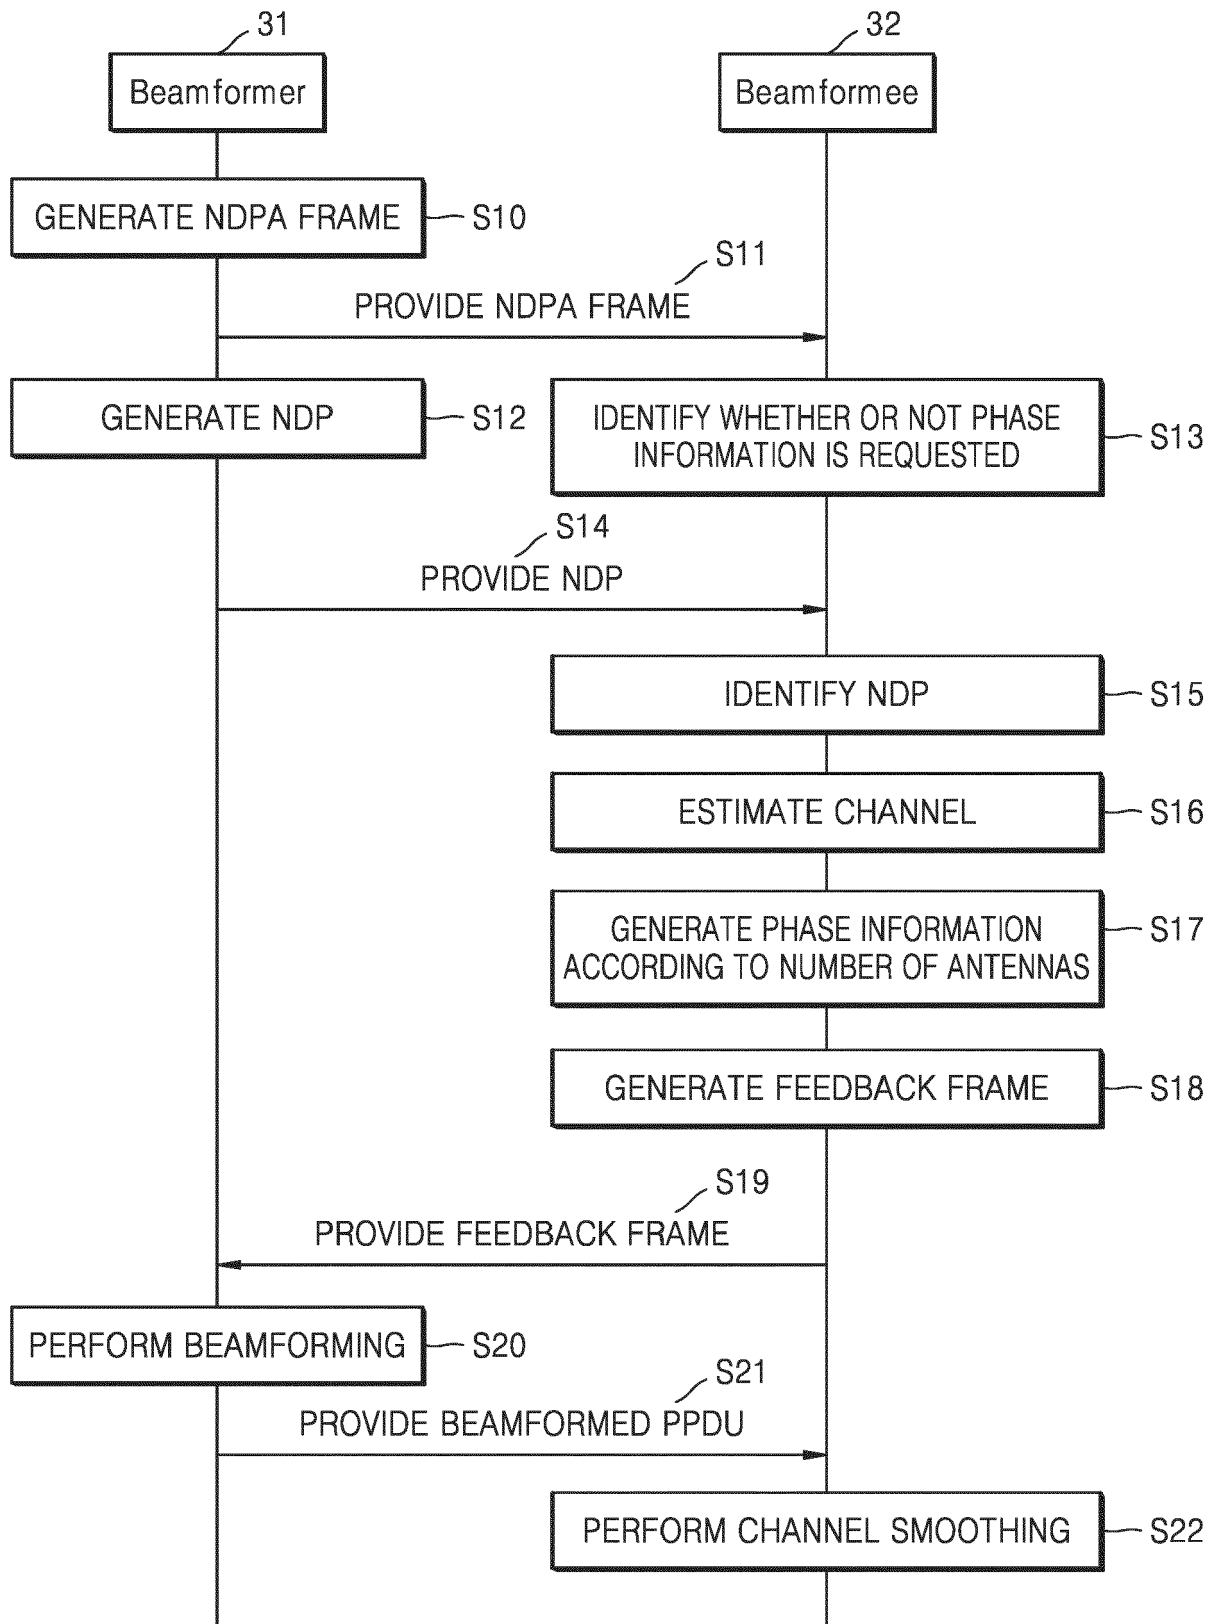 31
32
Beamformer
Beamformee
GENERATE NDPA FRAME
S10
S11
PROVIDE NDPA FRAME
GENERATE NDP
S12
IDENTIFY WHETHER OR NOT PHASE
INFORMATION IS REQUESTED
S13
S14
PROVIDE NDP
IDENTIFY NDP
S15
ESTIMATE CHANNEL
S16
GENERATE PHASE INFORMATION
ACCORDING TO NUMBER OF ANTENNAS
S17
GENERATE FEEDBACK FRAME
S18
S19
PROVIDE FEEDBACK FRAME
PERFORM BEAMFORMING
S20
S21
PROVIDE BEAMFORMED PPDU
PERFORM CHANNEL SMOOTHING
S22